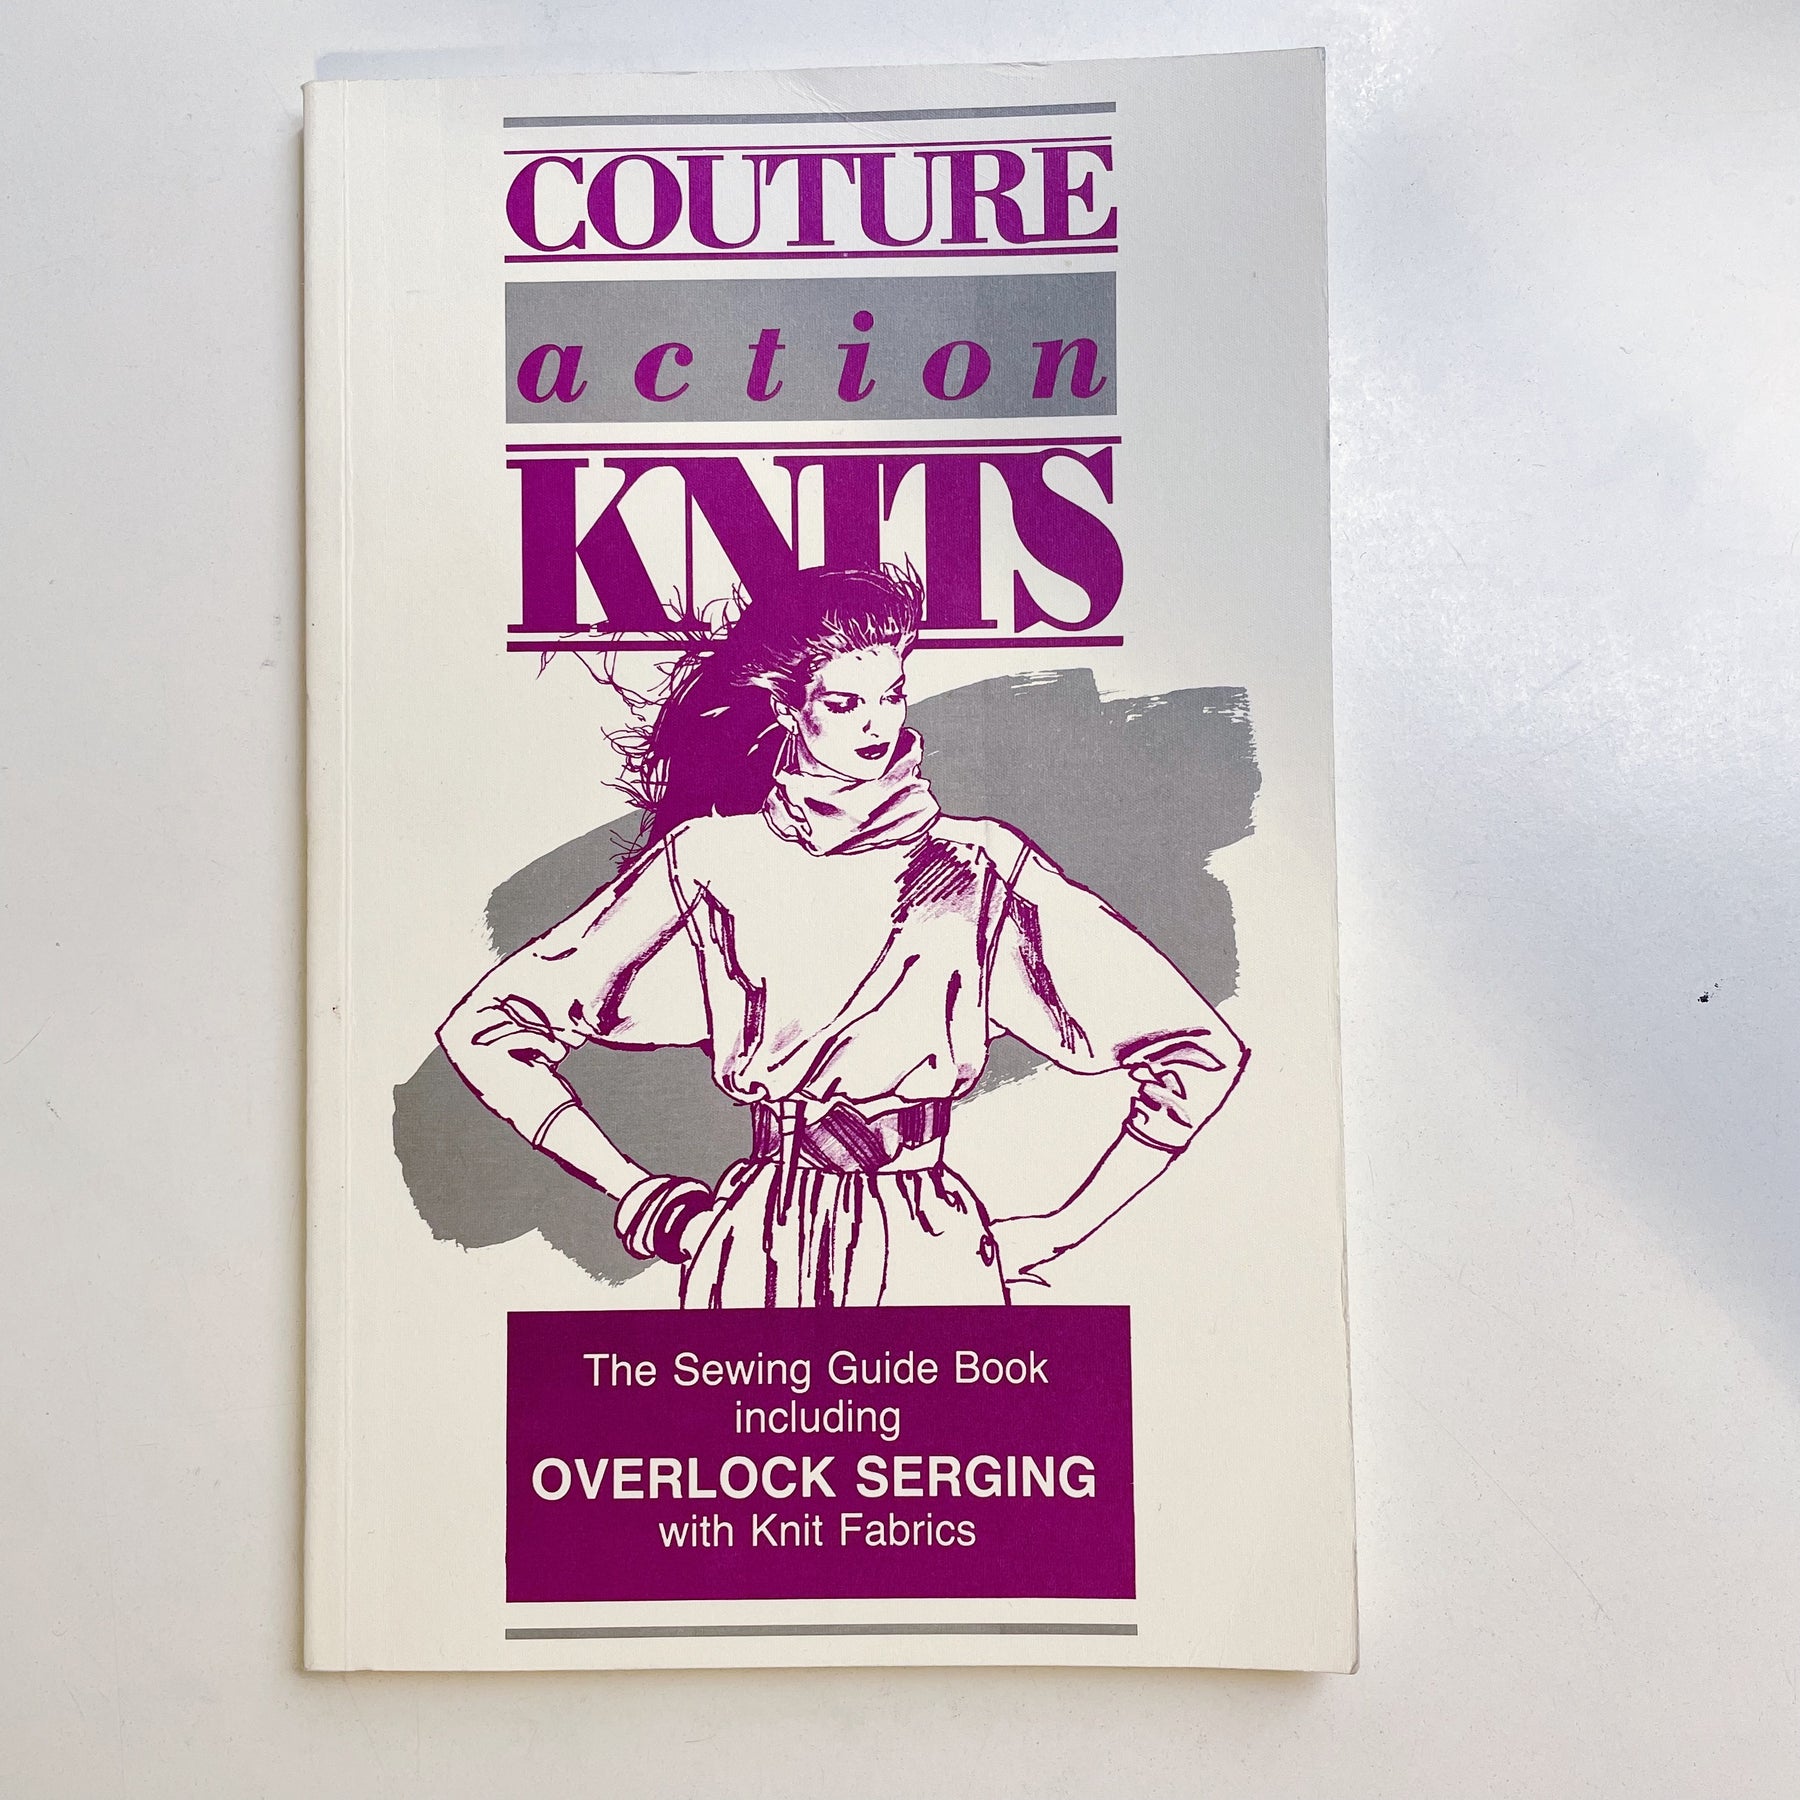 COUTURE
action
KNITS
The Sewing Guide Book
including
OVERLOCK SERGING
with Knit Fabrics